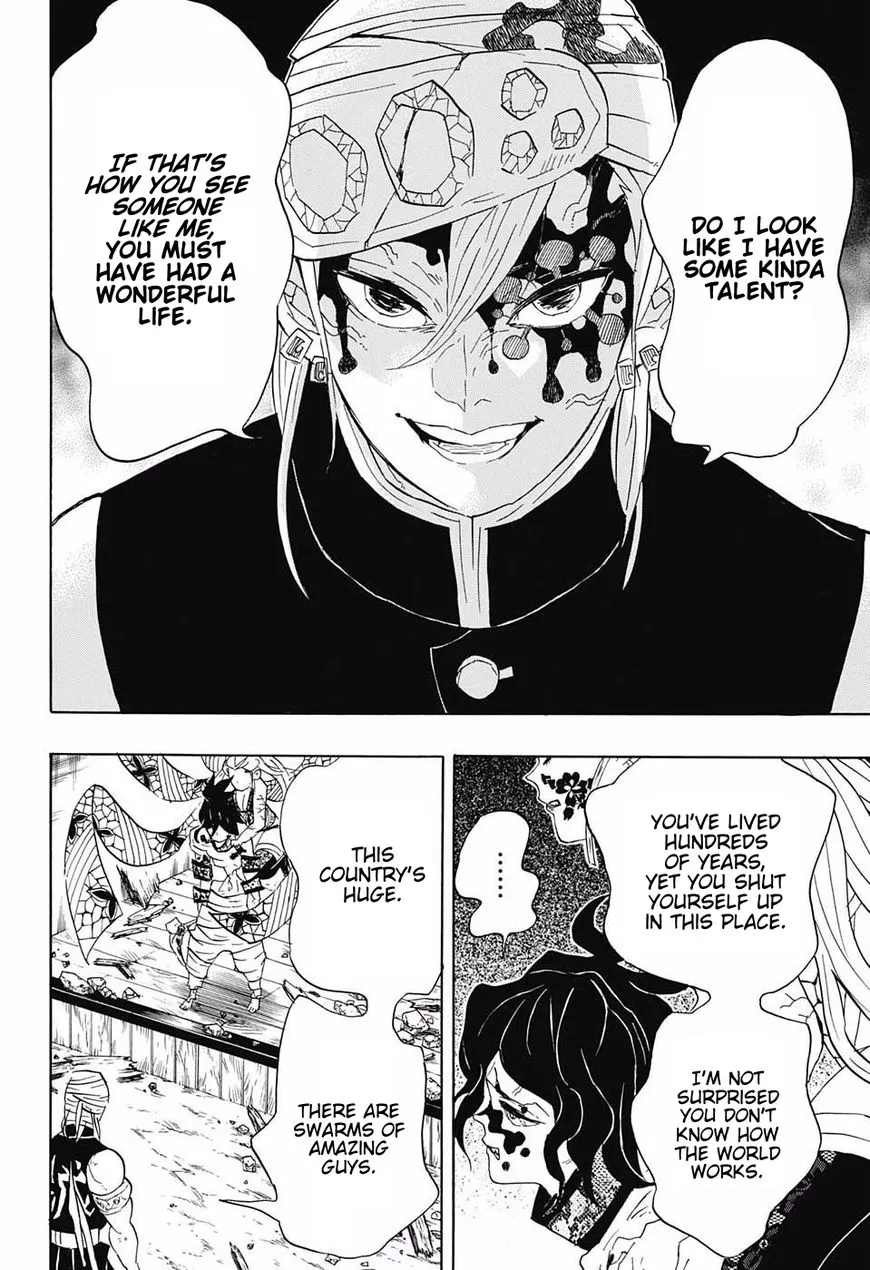 DO I LOOK
LIKE I HAVE
SOME KINDA
TALENT?
IF THAT'S
HOW YOU SEE
SOMEONE
LIKE ME,
YOU MUST
HAVE HAD A
WONDERFUL
LIFE.
YOU'VE LIVED
HUNDREDS
OF YEARS,
YET YOU SHUT
YOURSELF UP
IN THIS PLACE.
......
I'M NOT
SURPRISED
YOU DON'T
KNOW HOW
THE WORLD
WORKS.
THIS
COUNTRY'S
HUGE.
THERE ARE
SWARMS OF
AMAZING
GUYS.